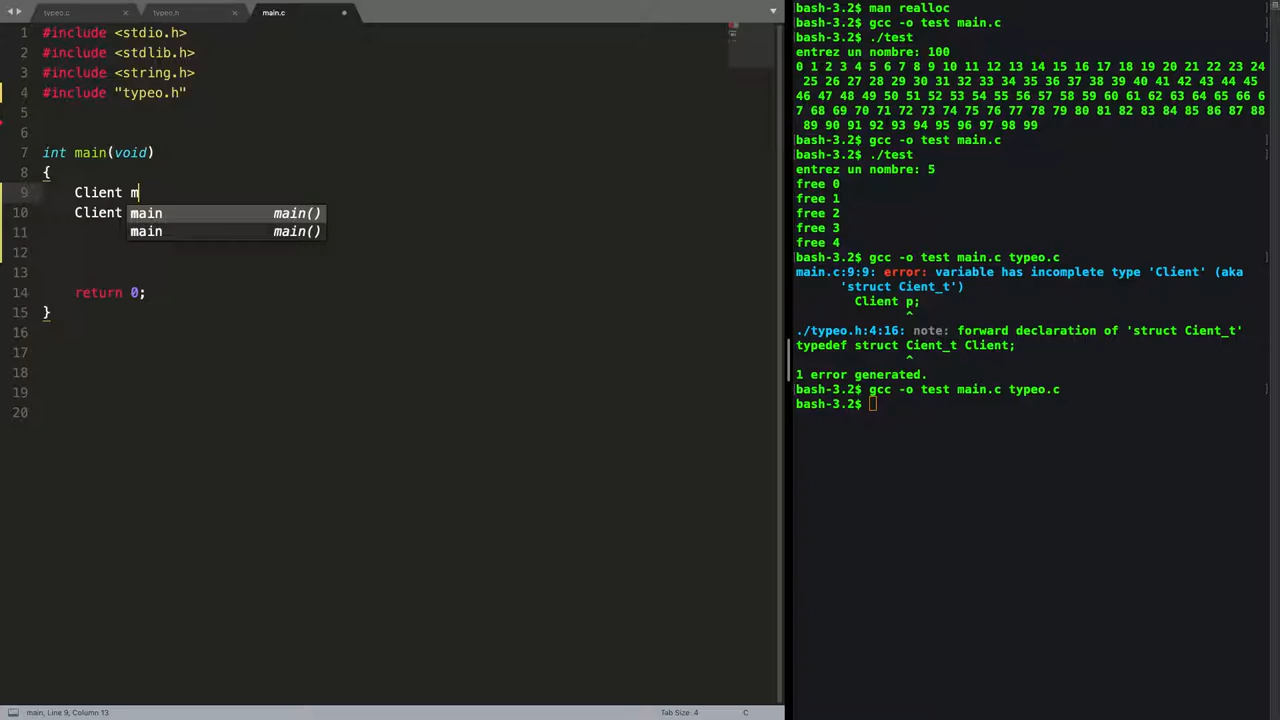 typeo.c
typeo.h
main.c
1 #include <stdio.h>
2 #include <stdlib.h>
3 #include <string.h>
4 #include "typeo.h"
5
6
7 int main(void)
8 {
9 Client m
10 Client
main main()
main main()
11
12
13
14 return 0;
15 }
16
17
18
19
20
main, Line 9, Column 13
Tab Size: 4
C
bash-3.2$ man realloc
bash-3.2$ gcc -o test main.c
bash-3.2$ ./test
entrez un nombre: 100
0 1 2 3 4 5 6 7 8 9 10 11 12 13 14 15 16 17 18 19 20 21 22 23 24
25 26 27 28 29 30 31 32 33 34 35 36 37 38 39 40 41 42 43 44 45
46 47 48 49 50 51 52 53 54 55 56 57 58 59 60 61 62 63 64 65 66 6
7 68 69 70 71 72 73 74 75 76 77 78 79 80 81 82 83 84 85 86 87 88
89 90 91 92 93 94 95 96 97 98 99
bash-3.2$ gcc -o test main.c
bash-3.2$ ./test
entrez un nombre: 5
free 0
free 1
free 2
free 3
free 4
bash-3.2$ gcc -o test main.c typeo.c
main.c:9:9: error: variable has incomplete type 'Client' (aka
'struct Cient_t')
Client p;
^
./typeo.h:4:16: note: forward declaration of 'struct Cient_t'
typedef struct Cient_t Client;
^
1 error generated.
bash-3.2$ gcc -o test main.c typeo.c
bash-3.2$